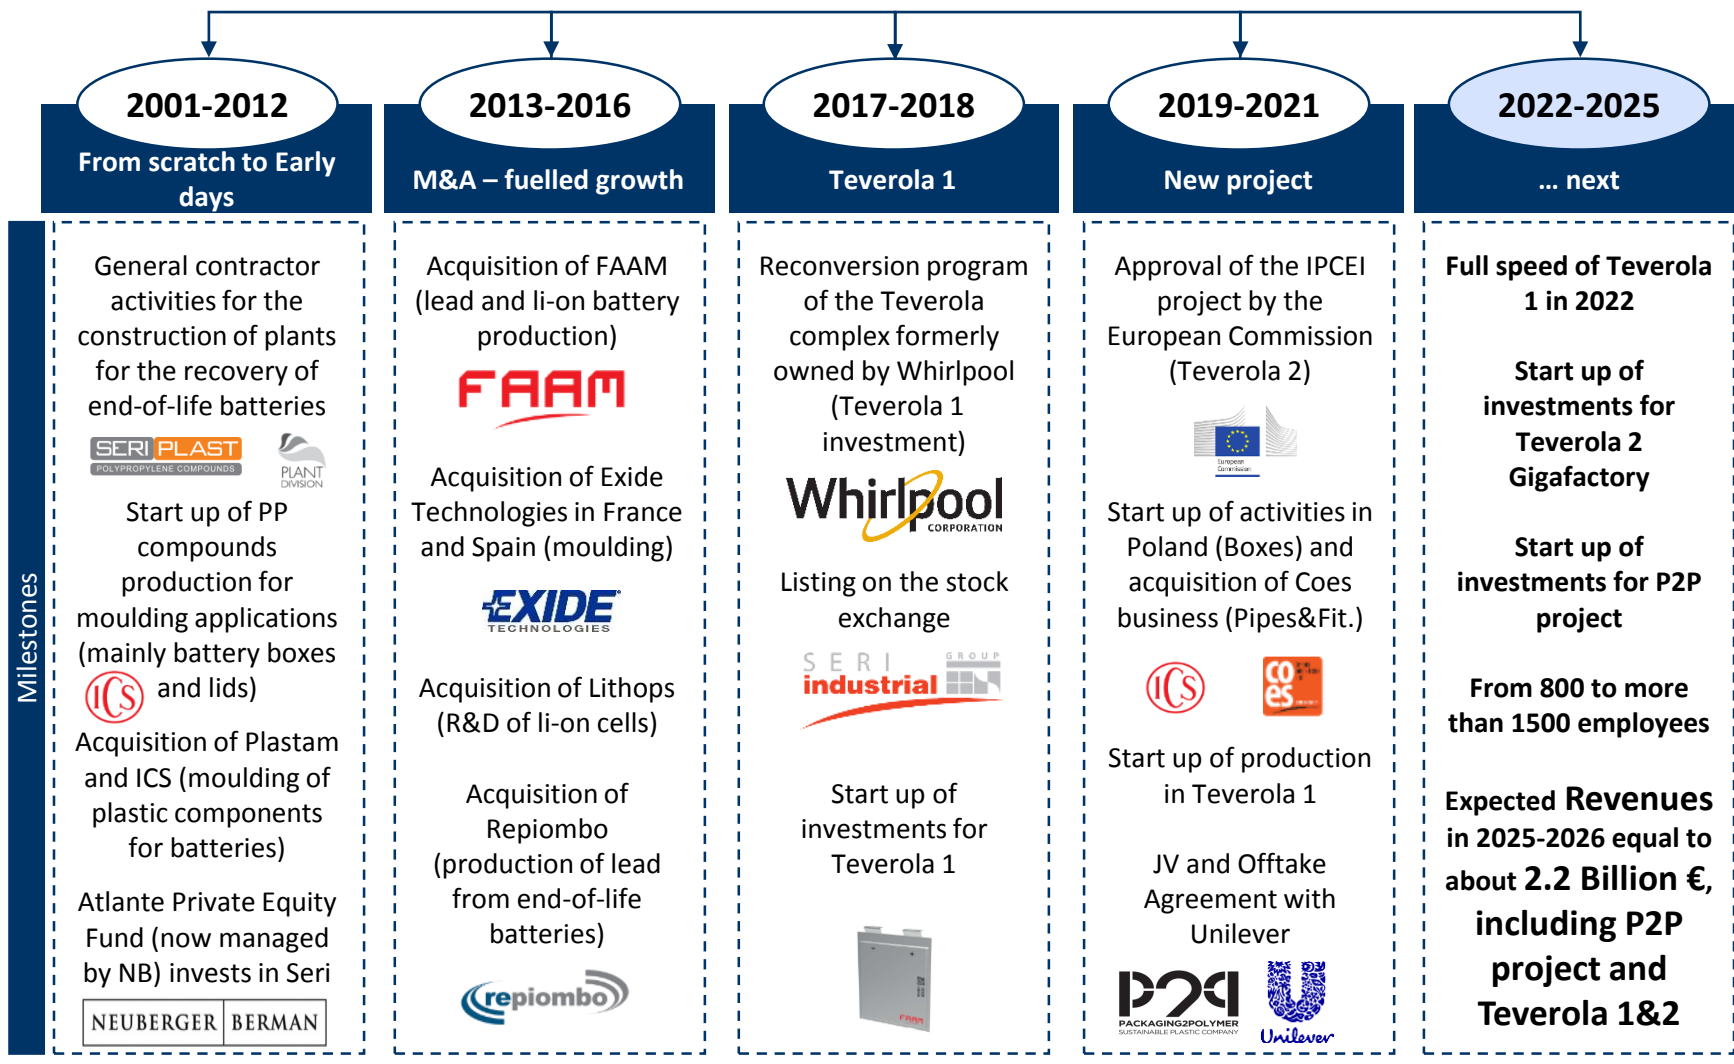 2001-2012
From scratch to Early
days
2013-2016
M&A – fuelled growth
2017-2018
Teverola 1
2019-2021
New project
2022-2025
... next
Milestones
General contractor
activities for the
construction of plants
for the recovery of
end-of-life batteries
SERI PLAST
POLYPROPYLENE COMPOUNDS
PLANT
DIVISION
Start up of PP
compounds
production for
moulding applications
(mainly battery boxes
and lids)
ICS
Acquisition of Plastam
and ICS (moulding of
plastic components
for batteries)
Atlante Private Equity
Fund (now managed
by NB) invests in Seri
NEUBERGER BERMAN
Acquisition of FAAM
(lead and li-on battery
production)
FAAM
Acquisition of Exide
Technologies in France
and Spain (moulding)
EXIDE
TECHNOLOGIES
Acquisition of Lithops
(R&D of li-on cells)
Acquisition of
Repiombo
(production of lead
from end-of-life
batteries)
repiombo
Reconversion program
of the Teverola
complex formerly
owned by Whirlpool
(Teverola 1
investment)
Whirlpool
CORPORATION
Listing on the stock
exchange
SERI GROUP
industrial
Start up of
investments for
Teverola 1
FAAM
Approval of the IPCEI
project by the
European Commission
(Teverola 2)
European
Commission
Start up of activities in
Poland (Boxes) and
acquisition of Coes
business (Pipes&Fit.)
ICS
coes
Start up of production
in Teverola 1
JV and Offtake
Agreement with
Unilever
P2P
PACKAGING2POLYMER
SUSTAINABLE PLASTIC COMPANY
Unilever
Full speed of Teverola
1 in 2022
Start up of
investments for
Teverola 2
Gigafactory
Start up of
investments for P2P
project
From 800 to more
than 1500 employees
Expected Revenues
in 2025-2026 equal to
about 2.2 Billion €,
including P2P
project and
Teverola 1&2